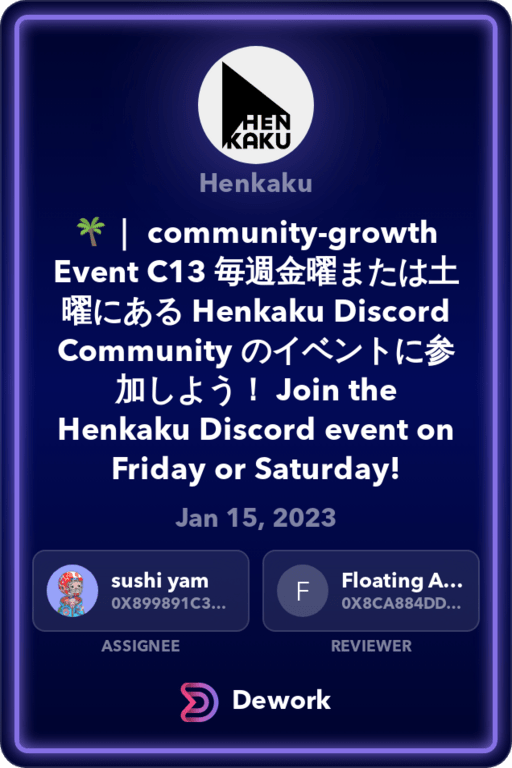 HEN
KAKU
Henkaku
🌴 | community-growth
Event C13 毎週金曜または土
曜にある Henkaku Discord
Community のイベントに参
加しよう！ Join the
Henkaku Discord event on
Friday or Saturday!
Jan 15, 2023
sushi yam
0X899891C3...
ASSIGNEE
F
Floating A...
0X8CA884DD...
REVIEWER
Dework